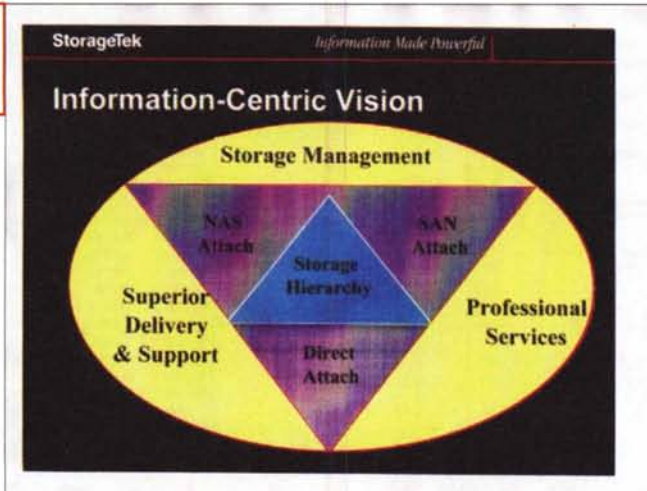 StorageTek
Information Made Powerful
Information-Centric Vision
Storage Management
NAS
Attach
SAN
Attach
Storage
Hierarchy
Superior
Delivery
& Support
Professional
Services
Direct
Attach